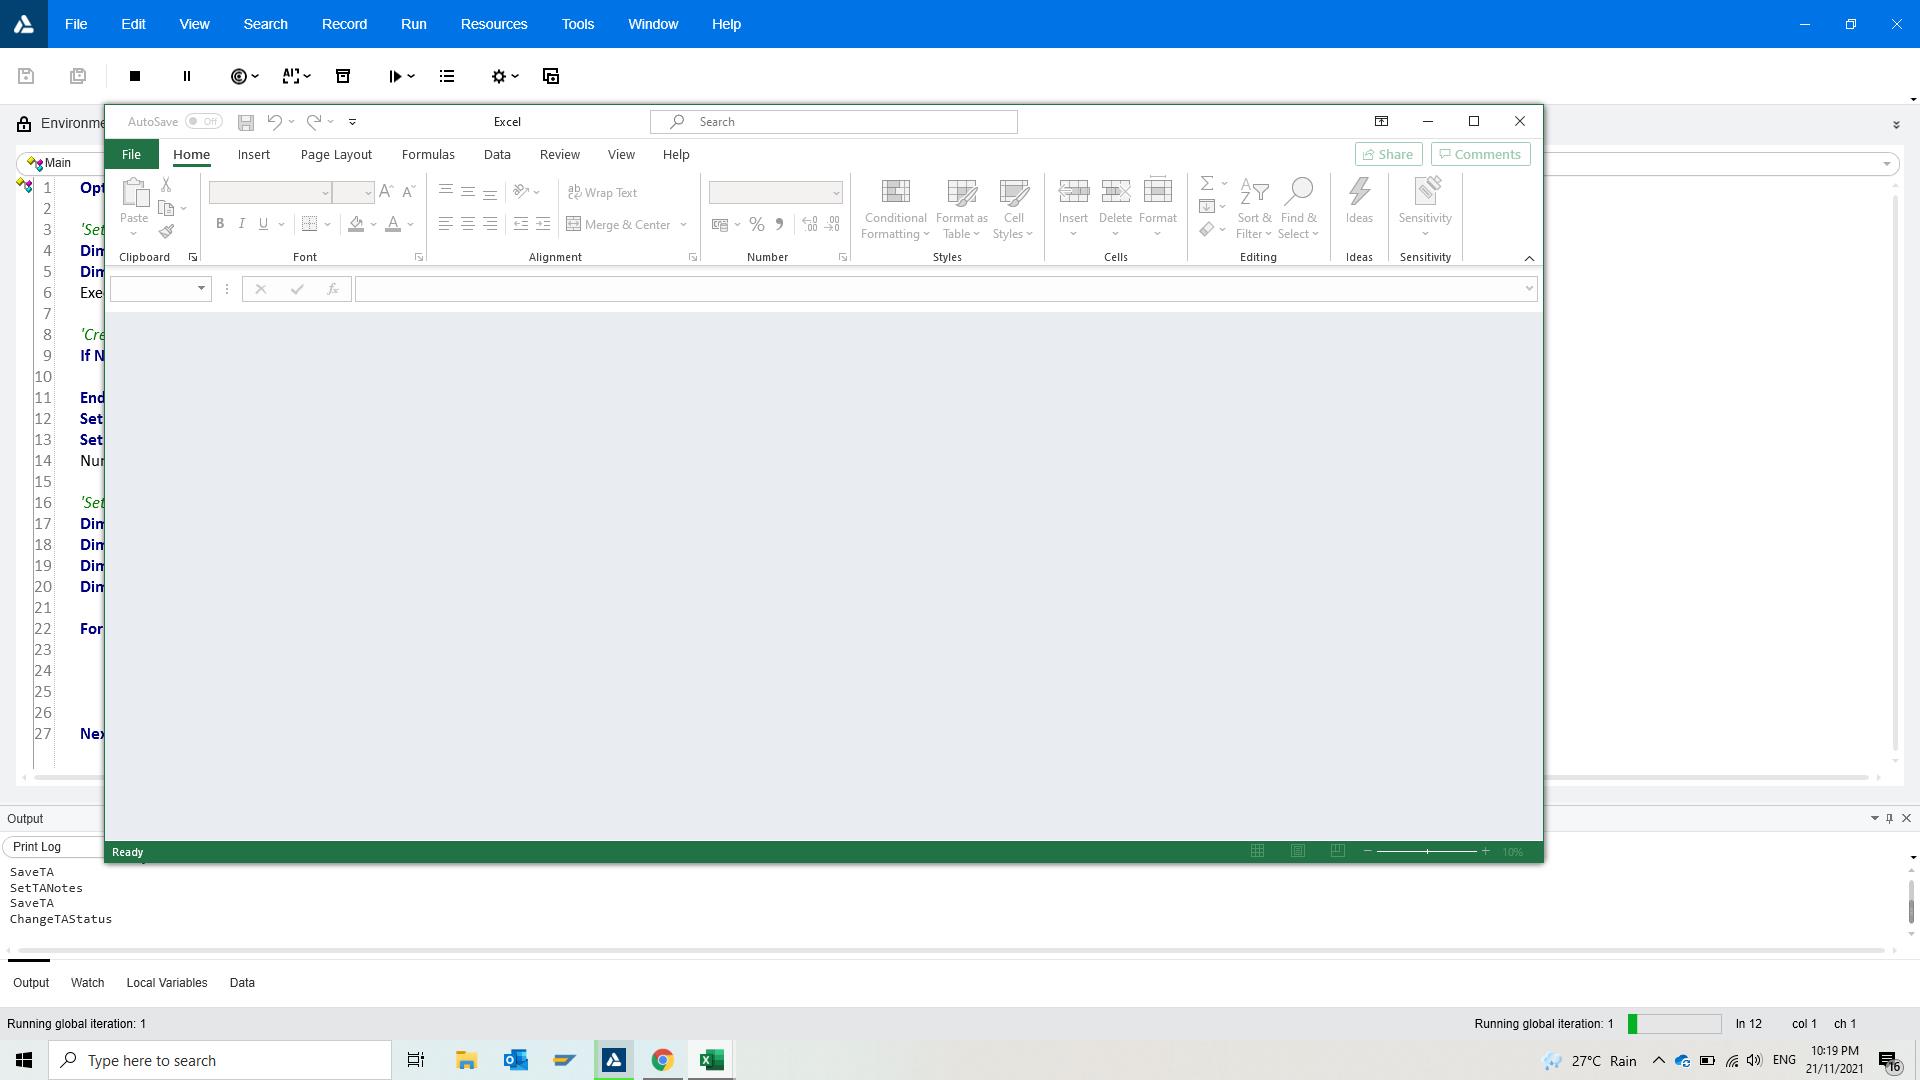 File Edit View Search Record Run Resources Tools Window Help
Environme
AutoSave Off Excel Search
File Home Insert Page Layout Formulas Data Review View Help Share Comments
Main
Paste
Wrap Text
B I U
Merge & Center
Conditional Formatting
Format as Table
Cell Styles
Insert Delete Format
Sort & Filter
Find & Select
Ideas
Sensitivity
Clipboard Font Alignment Number Styles Cells Editing Ideas Sensitivity
fx
1 Opt
2
3 'Set
4 Dim
5 Dim
6 Exe
7
8 'Cre
9 If N
10
11 End
12 Set
13 Set
14 Nur
15
16 'Set
17 Dim
18 Dim
19 Dim
20 Dim
21
22 For
23
24
25
26
27 Nex
Ready 10%
Output
Print Log
SaveTA
SetTANotes
SaveTA
ChangeTAStatus
Output Watch Local Variables Data
Running global iteration: 1 Running global iteration: 1 ln 12 col 1 ch 1
Type here to search 27°C Rain ENG 10:19 PM 16
21/11/2021